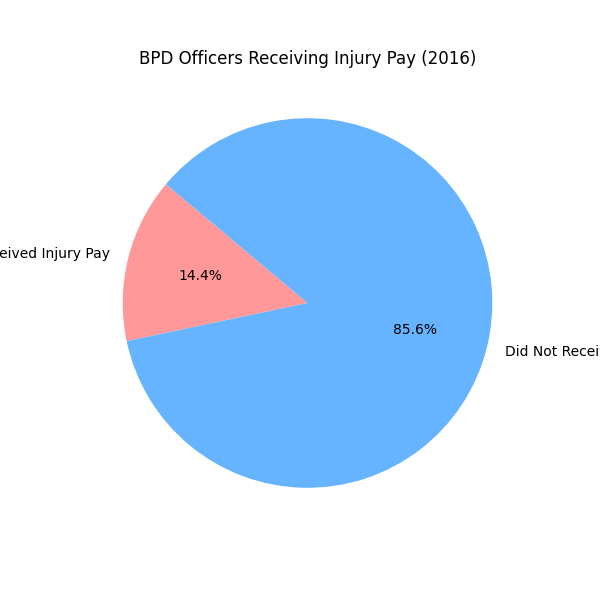 BPD Officers Receiving Injury Pay (2016)
eived Injury Pay
14.4%
85.6%
Did Not Recei